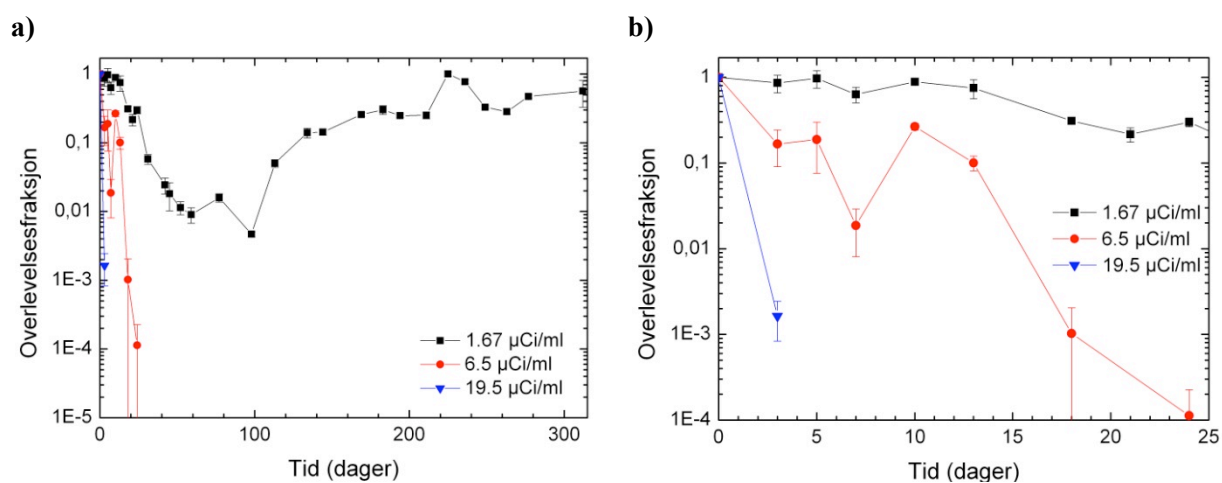 a)
Overlevelsesfraksjon
1
0,1
0,01
1E-3
1E-4
1E-5
0
100
200
300
Tid (dager)
1.67 µCi/ml
6.5 µCi/ml
19.5 µCi/ml
b)
Overlevelsesfraksjon
1
0,1
0,01
1E-3
1E-4
0
5
10
15
20
25
Tid (dager)
1.67 µCi/ml
6.5 µCi/ml
19.5 µCi/ml